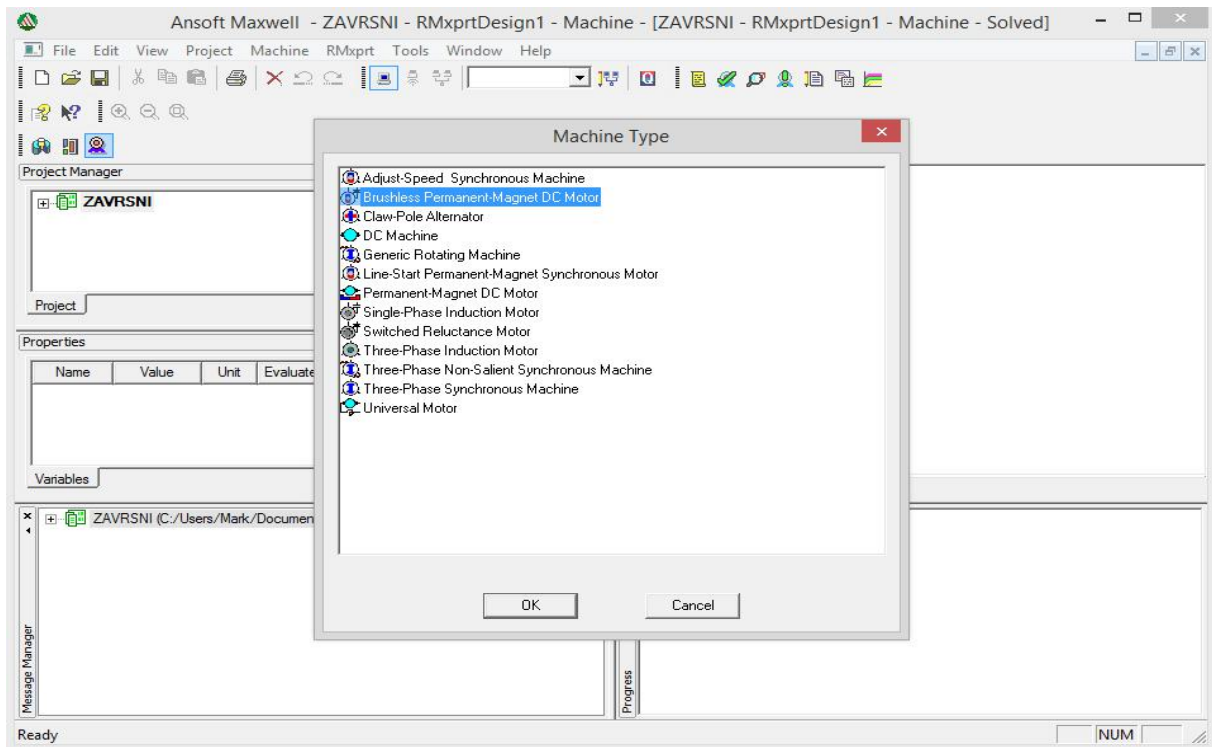 Ansoft Maxwell - ZAVRSNI - RMxprtDesign1 - Machine - [ZAVRSNI - RMxprtDesign1 - Machine - Solved]
File Edit View Project Machine RMxprt Tools Window Help
Machine Type
Project Manager
ZAVRSNI
Project
Properties
Name Value Unit Evaluate
Variables
Adjust-Speed Synchronous Machine
Brushless Permanent-Magnet DC Motor
Claw-Pole Alternator
DC Machine
Generic Rotating Machine
Line-Start Permanent-Magnet Synchronous Motor
Permanent-Magnet DC Motor
Single-Phase Induction Motor
Switched Reluctance Motor
Three-Phase Induction Motor
Three-Phase Non-Salient Synchronous Machine
Three-Phase Synchronous Machine
Universal Motor
OK Cancel
ZAVRSNI (C:/Users/Mark/Documen
Message Manager
Progress
Ready NUM